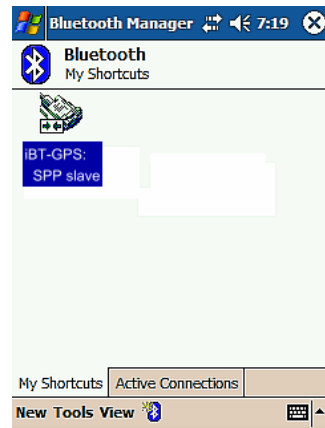 Bluetooth Manager 7:19
Bluetooth
My Shortcuts
iBT-GPS:
SPP slave
My Shortcuts Active Connections
New Tools View